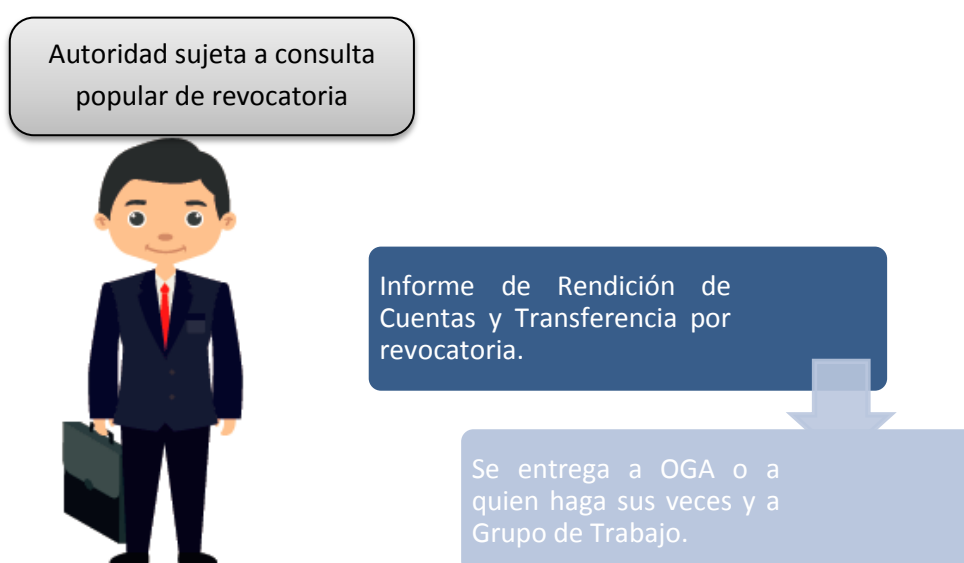 Autoridad sujeta a consulta
popular de revocatoria
Informe de Rendición de
Cuentas y Transferencia por
revocatoria.
Se entrega a OGA o a
quien haga sus veces y a
Grupo de Trabajo.